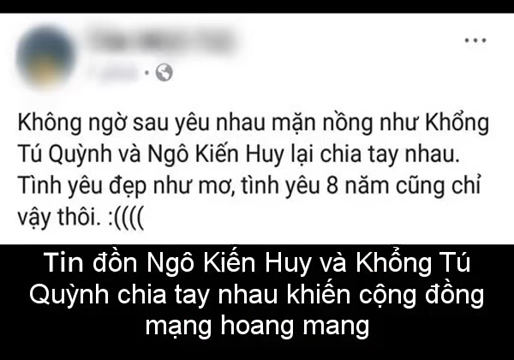 Không ngờ sau yêu nhau mặn nồng như Khổng
Tú Quỳnh và Ngô Kiến Huy lại chia tay nhau.
Tình yêu đẹp như mơ, tình yêu 8 năm cũng chỉ
vậy thôi. :((((
Tin đồn Ngô Kiến Huy và Khổng Tú
Quỳnh chia tay nhau khiến cộng đồng
mạng hoang mang